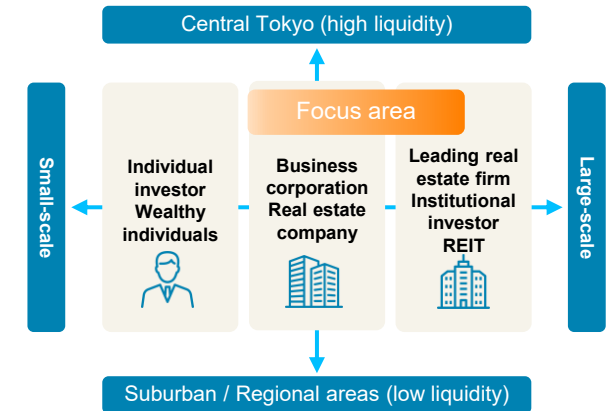 Central Tokyo (high liquidity)
Focus area
Small-scale
Individual
investor
Wealthy
individuals
Business
corporation
Real estate
company
Leading real
estate firm
Institutional
investor
REIT
Large-scale
Suburban / Regional areas (low liquidity)